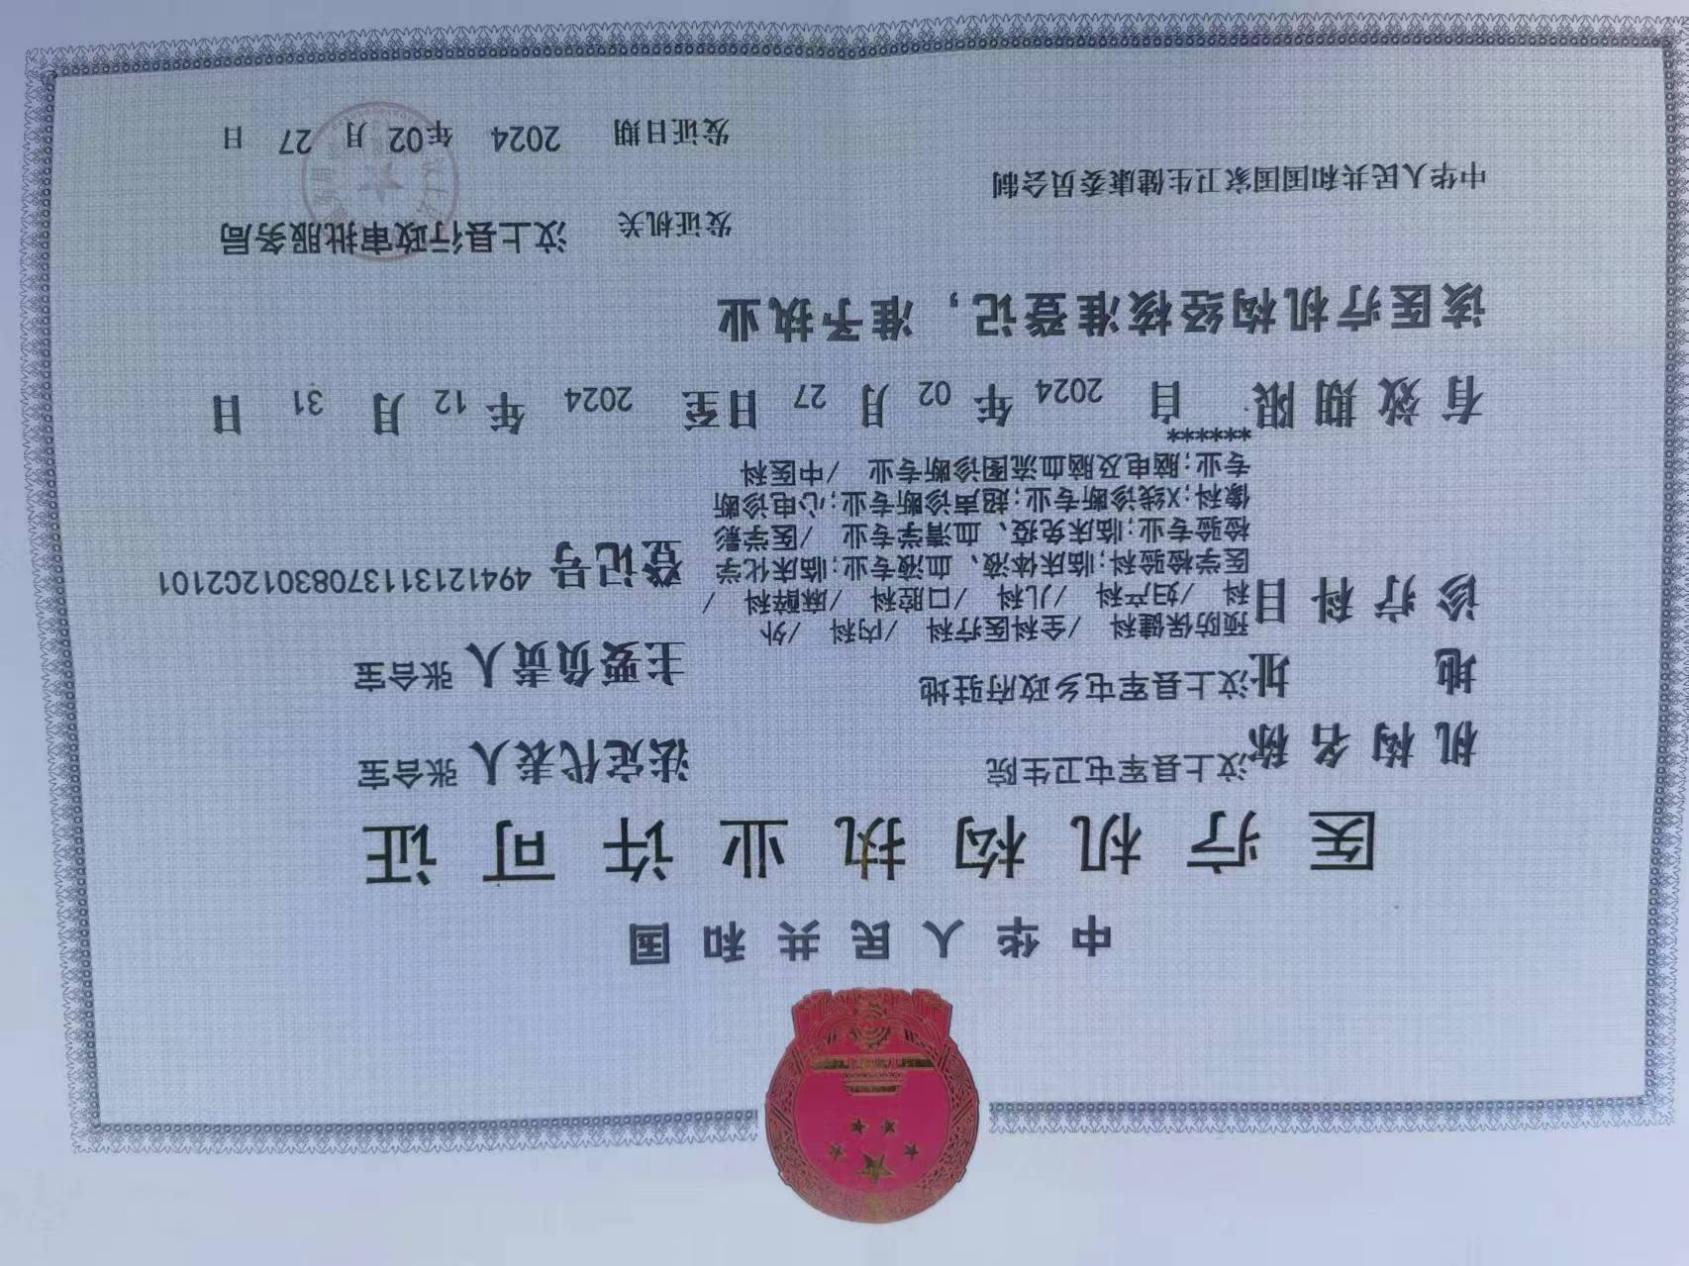 中华人民共和国
医疗机构执业许可证
机构名称 汶上县军屯卫生院
法定代表人 张合宝
地址 汶上县军屯乡政府驻地
主要负责人 张合宝
诊疗科目 预防保健科 /全科医疗科 /内科 /外
科 /妇产科 /儿科 /口腔科 /麻醉科 /
医学检验科;临床体液、血液专业;临床化学
检验专业;临床免疫、血清学专业 /医学影
像科;X线诊断专业;超声诊断专业;心电诊断
专业;脑电及脑血流图诊断专业 /中医科
******
登记号 49412131137083012C2101
有效期限 自 2024 年 02 月 27 日至 2024 年 12 月 31 日
该医疗机构经核准登记，准予执业
发证机关 汶上县行政审批服务局
中华人民共和国国家卫生健康委员会制
发证日期 2024 年 02 月 27 日